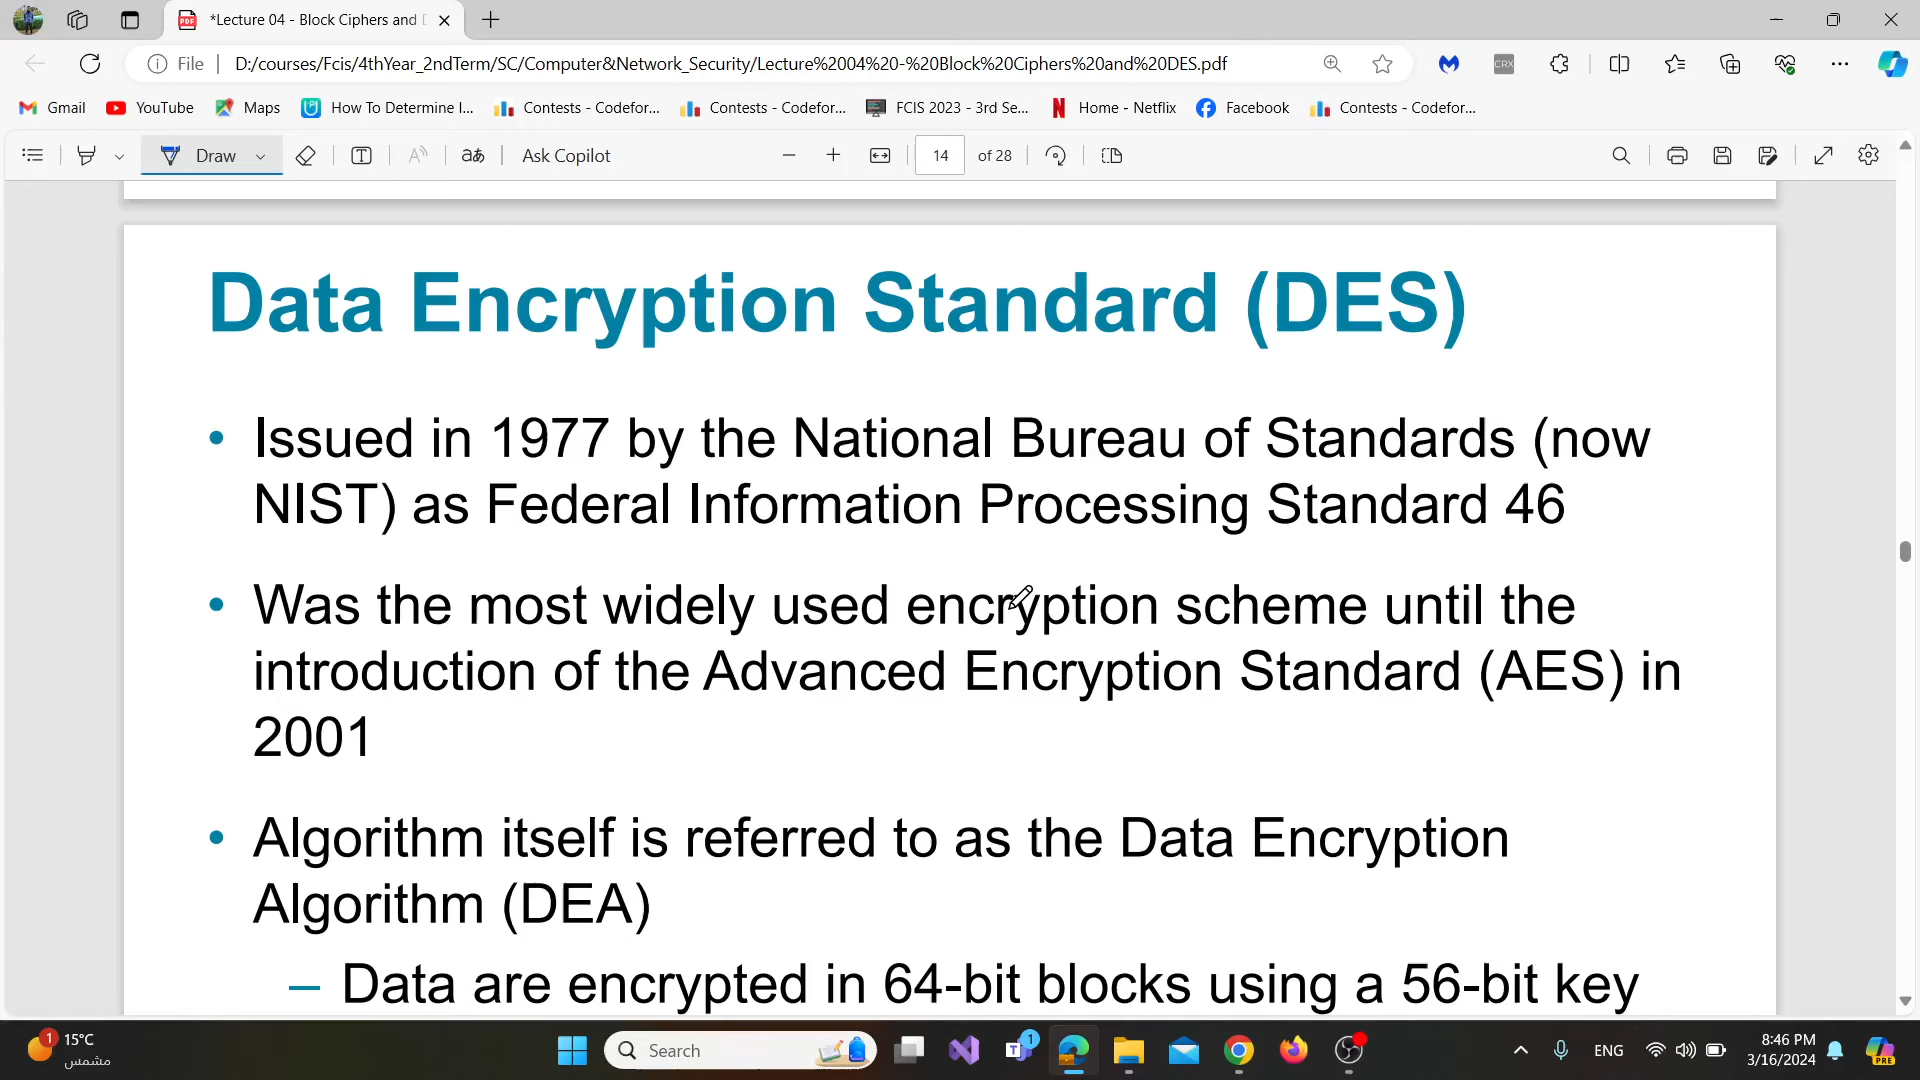 *Lecture 04 - Block Ciphers and D
File
D:/courses/Fcis/4thYear_2ndTerm/SC/Computer&Network_Security/Lecture%2004%20-%20Block%20Ciphers%20and%20DES.pdf
CRX
Gmail
YouTube
Maps
How To Determine I...
Contests - Codefor...
Contests - Codefor...
FCIS 2023 - 3rd Se...
Home - Netflix
Facebook
Contests - Codefor...
Draw
aあ
Ask Copilot
14 of 28
Data Encryption Standard (DES)
• Issued in 1977 by the National Bureau of Standards (now
NIST) as Federal Information Processing Standard 46
• Was the most widely used encryption scheme until the
introduction of the Advanced Encryption Standard (AES) in
2001
• Algorithm itself is referred to as the Data Encryption
Algorithm (DEA)
– Data are encrypted in 64-bit blocks using a 56-bit key
1
15°C
مشمس
Search
1
ENG
8:46 PM
3/16/2024
PRE